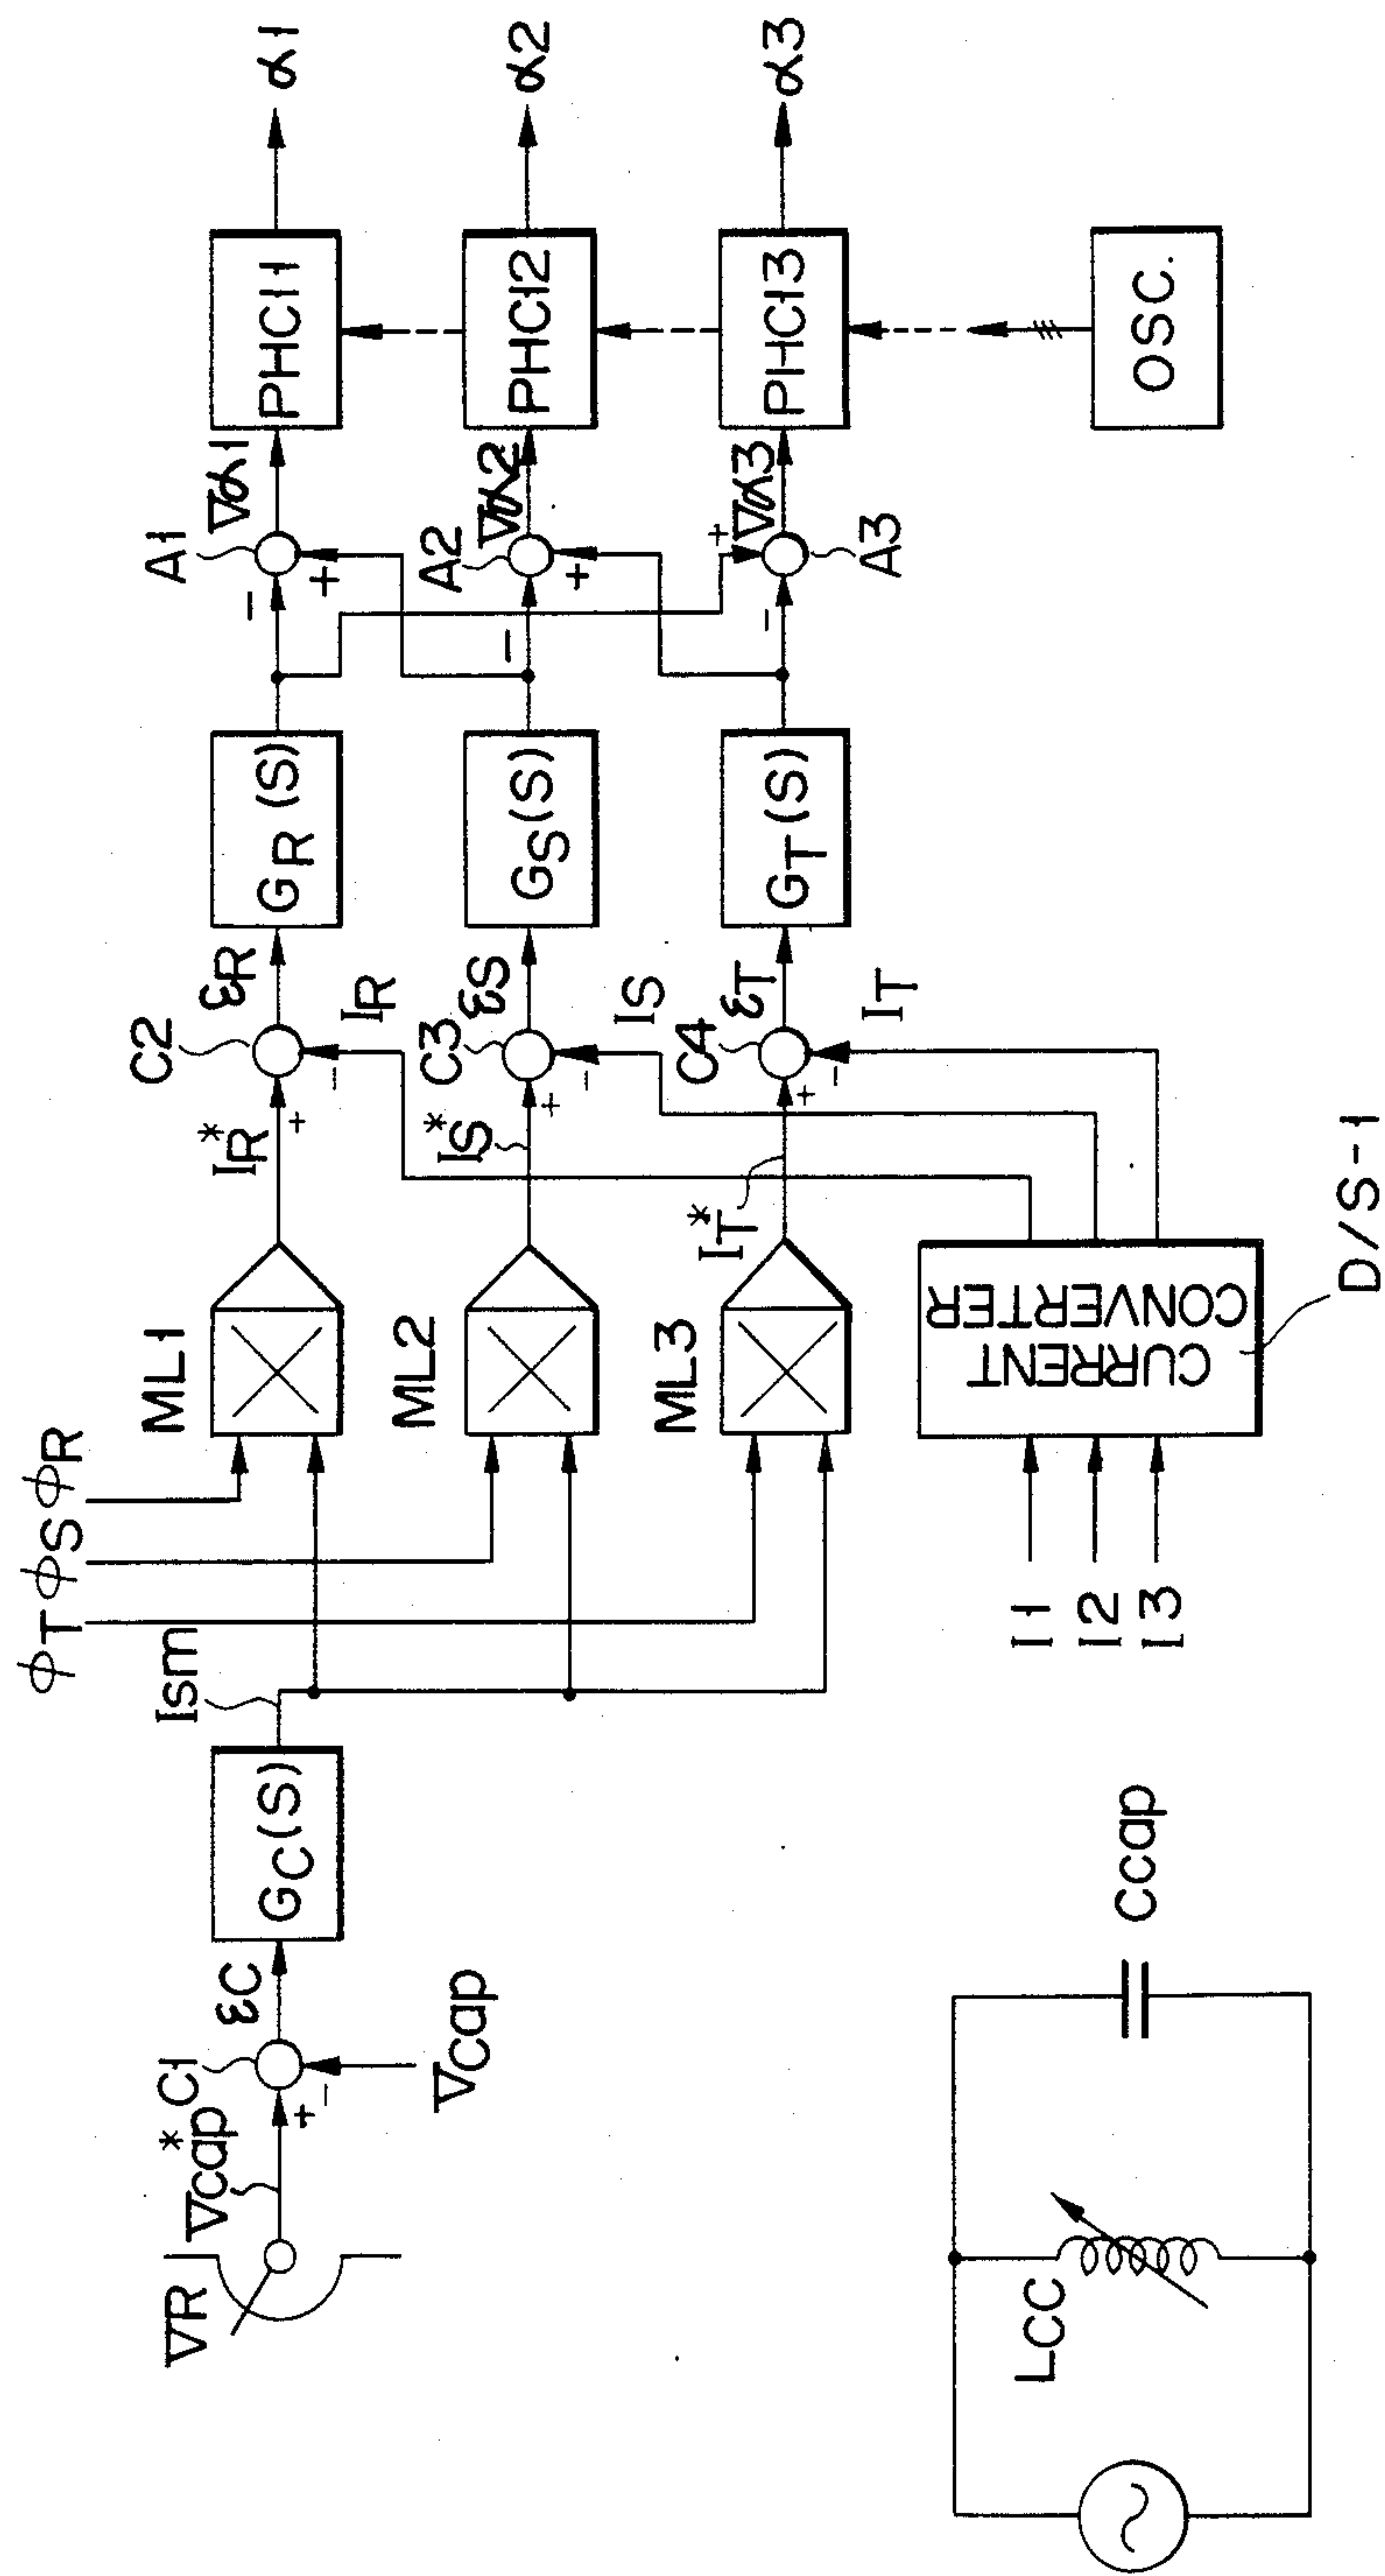 VR
Vcap*
C1
+
-
Vcap
εC
GC(S)
Ism
φT
φS
φR
ML1
ML2
ML3
IR*
IS*
IT*
+
-
+
-
+
-
C2
C3
C4
εR
εS
εT
IR
IS
IT
GR(S)
GS(S)
GT(S)
-
+
-
+
-
+
A1
A2
A3
Vα1
Vα2
Vα3
PHC11
PHC12
PHC13
α1
α2
α3
OSC.
I1
I2
I3
CURRENT
CONVERTER
D/S-1
LCC
Ccap